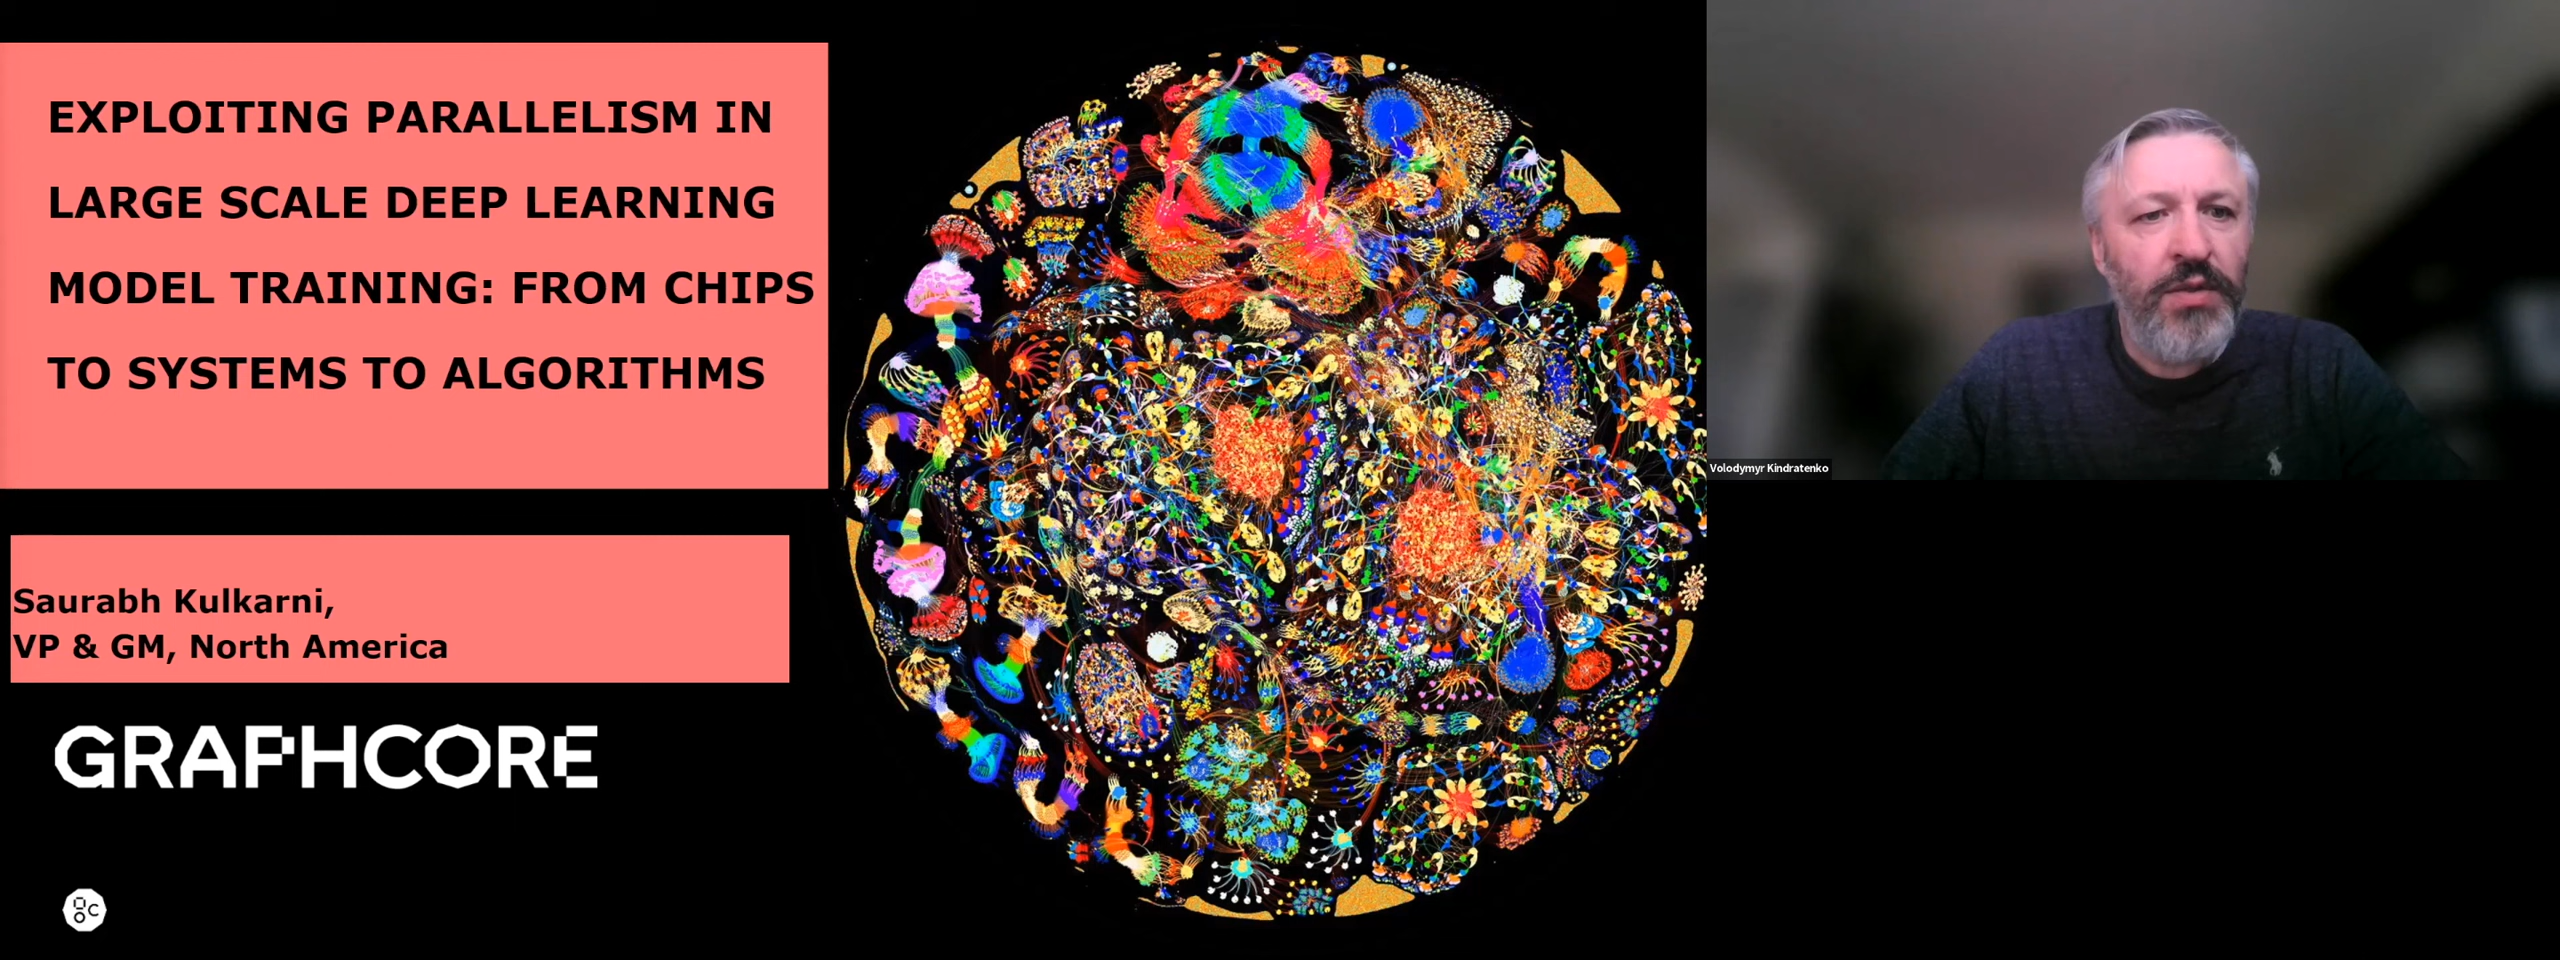 EXPLOITING PARALLELISM IN
LARGE SCALE DEEP LEARNING
MODEL TRAINING: FROM CHIPS
TO SYSTEMS TO ALGORITHMS
Saurabh Kulkarni,
VP & GM, North America
GRAPHCORE
gc
Volodymyr Kindratenko